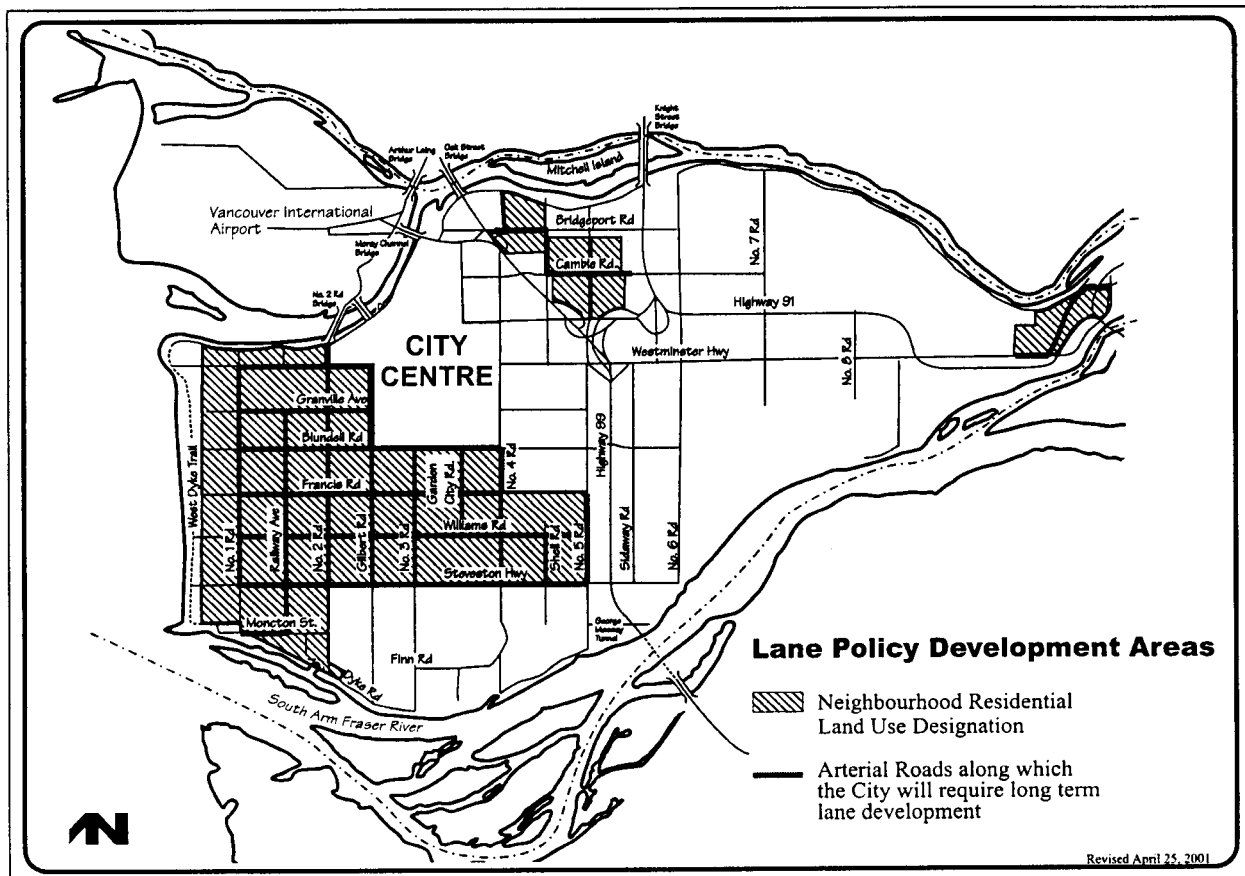 Knight
Street
Bridge
Arthur Laing
Bridge
Oak Street
Bridge
Mitchell Island
Vancouver International
Airport
Bridgeport Rd
Moray Channel
Bridge
No. 7 Rd
Cambie Rd.
No. 2 Rd
Bridge
Highway 91
CITY
CENTRE
Westminster Hwy
No. 8 Rd
Granville Ave
Blundell Rd
West Dyke Trail
Francis Rd
Garden
City Rd.
No. 4 Rd
Highway 99
No. 1 Rd
Railway Ave
No. 2 Rd
Gilbert Rd
No. 3 Rd
Williams Rd
Shell Rd
No. 5 Rd
Sidaway Rd
No. 6 Rd
Steveston Hwy
Moncton St.
George
Massey
Tunnel
Finn Rd
Dyke Rd
South Arm Fraser River
Lane Policy Development Areas
Neighbourhood Residential
Land Use Designation
Arterial Roads along which
the City will require long term
lane development
N
Revised April 25, 2001